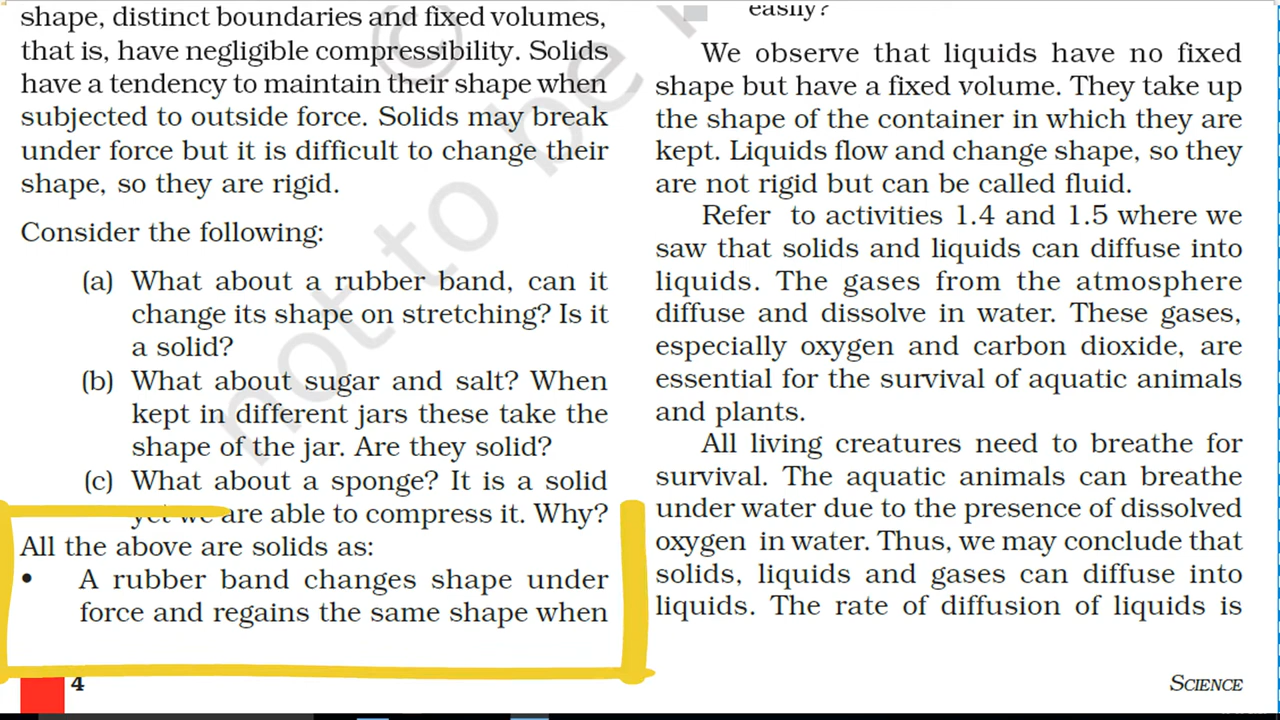 shape, distinct boundaries and fixed volumes,
that is, have negligible compressibility. Solids
have a tendency to maintain their shape when
subjected to outside force. Solids may break
under force but it is difficult to change their
shape, so they are rigid.
Consider the following:
(a) What about a rubber band, can it
change its shape on stretching? Is it
a solid?
(b) What about sugar and salt? When
kept in different jars these take the
shape of the jar. Are they solid?
(c) What about a sponge? It is a solid
yet we are able to compress it. Why?
All the above are solids as:
• A rubber band changes shape under
force and regains the same shape when
4
easily?
We observe that liquids have no fixed
shape but have a fixed volume. They take up
the shape of the container in which they are
kept. Liquids flow and change shape, so they
are not rigid but can be called fluid.
Refer to activities 1.4 and 1.5 where we
saw that solids and liquids can diffuse into
liquids. The gases from the atmosphere
diffuse and dissolve in water. These gases,
especially oxygen and carbon dioxide, are
essential for the survival of aquatic animals
and plants.
All living creatures need to breathe for
survival. The aquatic animals can breathe
under water due to the presence of dissolved
oxygen in water. Thus, we may conclude that
solids, liquids and gases can diffuse into
liquids. The rate of diffusion of liquids is
SCIENCE
© not to be